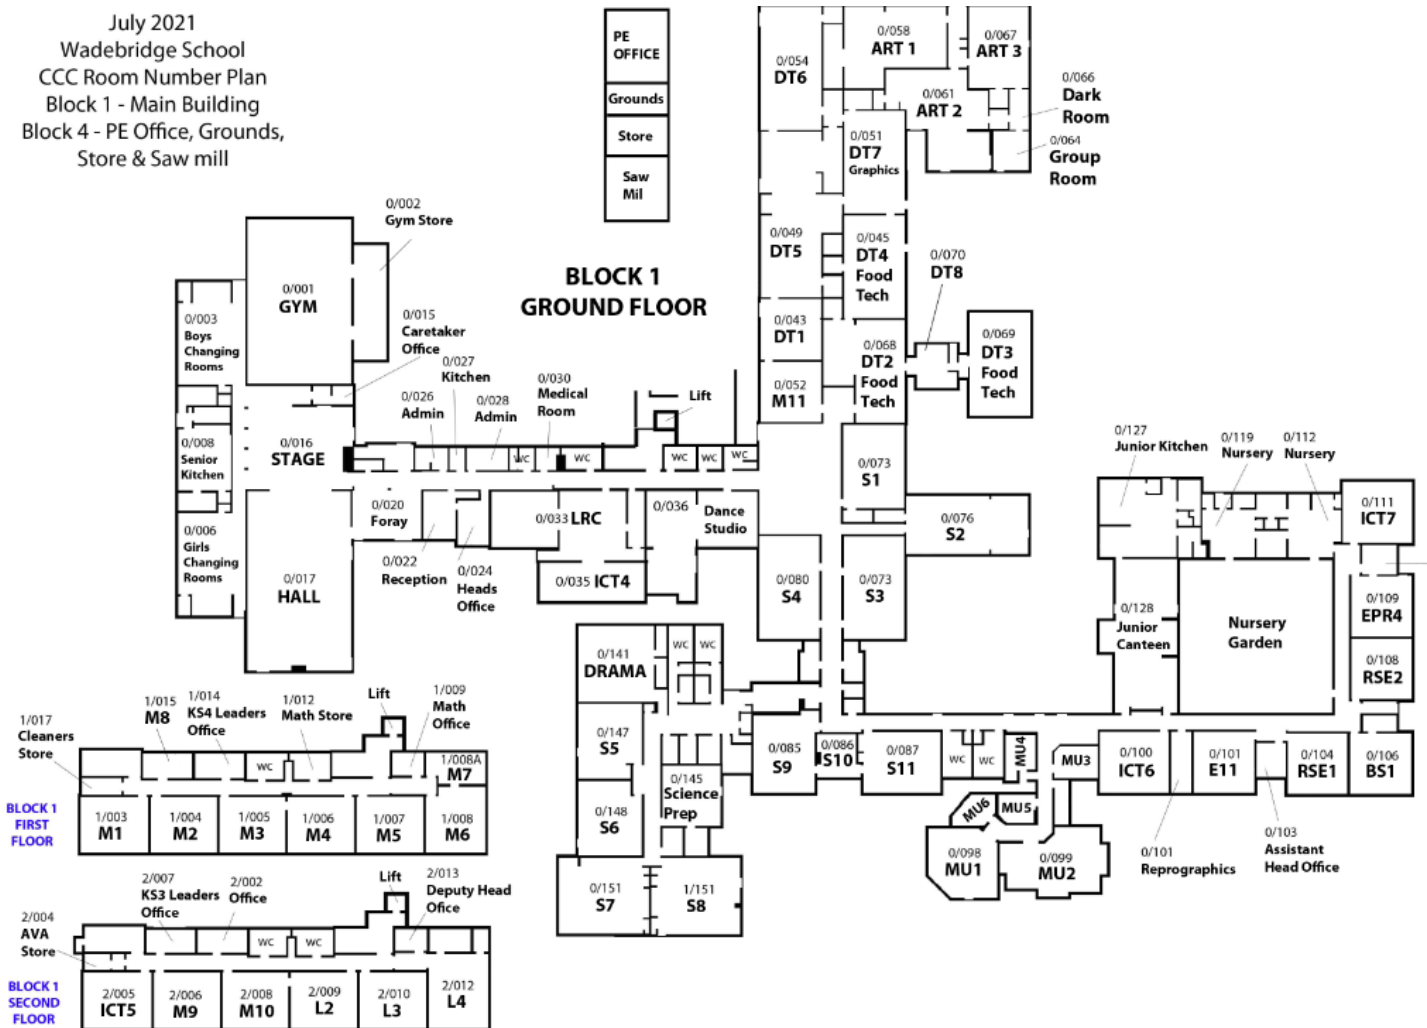 July 2021
Wadebridge School
CCC Room Number Plan
Block 1 - Main Building
Block 4 - PE Office, Grounds,
Store & Saw mill
PE
OFFICE
Grounds
Store
Saw
Mil
BLOCK 1
GROUND FLOOR
0/054
DT6
0/058
ART 1
0/067
ART 3
0/061
ART 2
0/066
Dark
Room
0/064
Group
Room
0/051
DT7
Graphics
0/049
DT5
0/045
DT4
Food
Tech
0/070
DT8
0/043
DT1
0/068
DT2
Food
Tech
0/069
DT3
Food
Tech
0/052
M11
0/002
Gym Store
0/001
GYM
0/003
Boys
Changing
Rooms
0/015
Caretaker
Office
0/027
Kitchen
0/026
Admin
0/028
Admin
0/030
Medical
Room
Lift
0/008
Senior
Kitchen
0/016
STAGE
WC
WC
WC
WC
WC
0/006
Girls
Changing
Rooms
0/017
HALL
0/020
Foray
0/022
Reception
0/024
Heads
Office
0/033 LRC
0/035 ICT4
0/036
Dance
Studio
0/073
S1
0/076
S2
0/080
S4
0/073
S3
0/127
Junior Kitchen
0/119
Nursery
0/112
Nursery
0/111
ICT7
0/109
EPR4
0/128
Junior
Canteen
Nursery
Garden
0/108
RSE2
0/141
DRAMA
WC
WC
0/147
S5
0/145
Science
Prep
0/148
S6
0/151
S7
1/151
S8
0/085
S9
0/086
S10
0/087
S11
WC
WC
MU4
MU3
MU6
MU5
0/098
MU1
0/099
MU2
0/100
ICT6
0/101
E11
0/104
RSE1
0/106
BS1
0/101
Reprographics
0/103
Assistant
Head Office
1/017
Cleaners
Store
1/015
M8
1/014
KS4 Leaders
Office
1/012
Math Store
Lift
1/009
Math
Office
WC
1/008A
M7
BLOCK 1
FIRST
FLOOR
1/003
M1
1/004
M2
1/005
M3
1/006
M4
1/007
M5
1/008
M6
2/004
AVA
Store
2/007
KS3 Leaders
Office
2/002
Office
Lift
2/013
Deputy Head
Ofice
WC
WC
BLOCK 1
SECOND
FLOOR
2/005
ICT5
2/006
M9
2/008
M10
2/009
L2
2/010
L3
2/012
L4